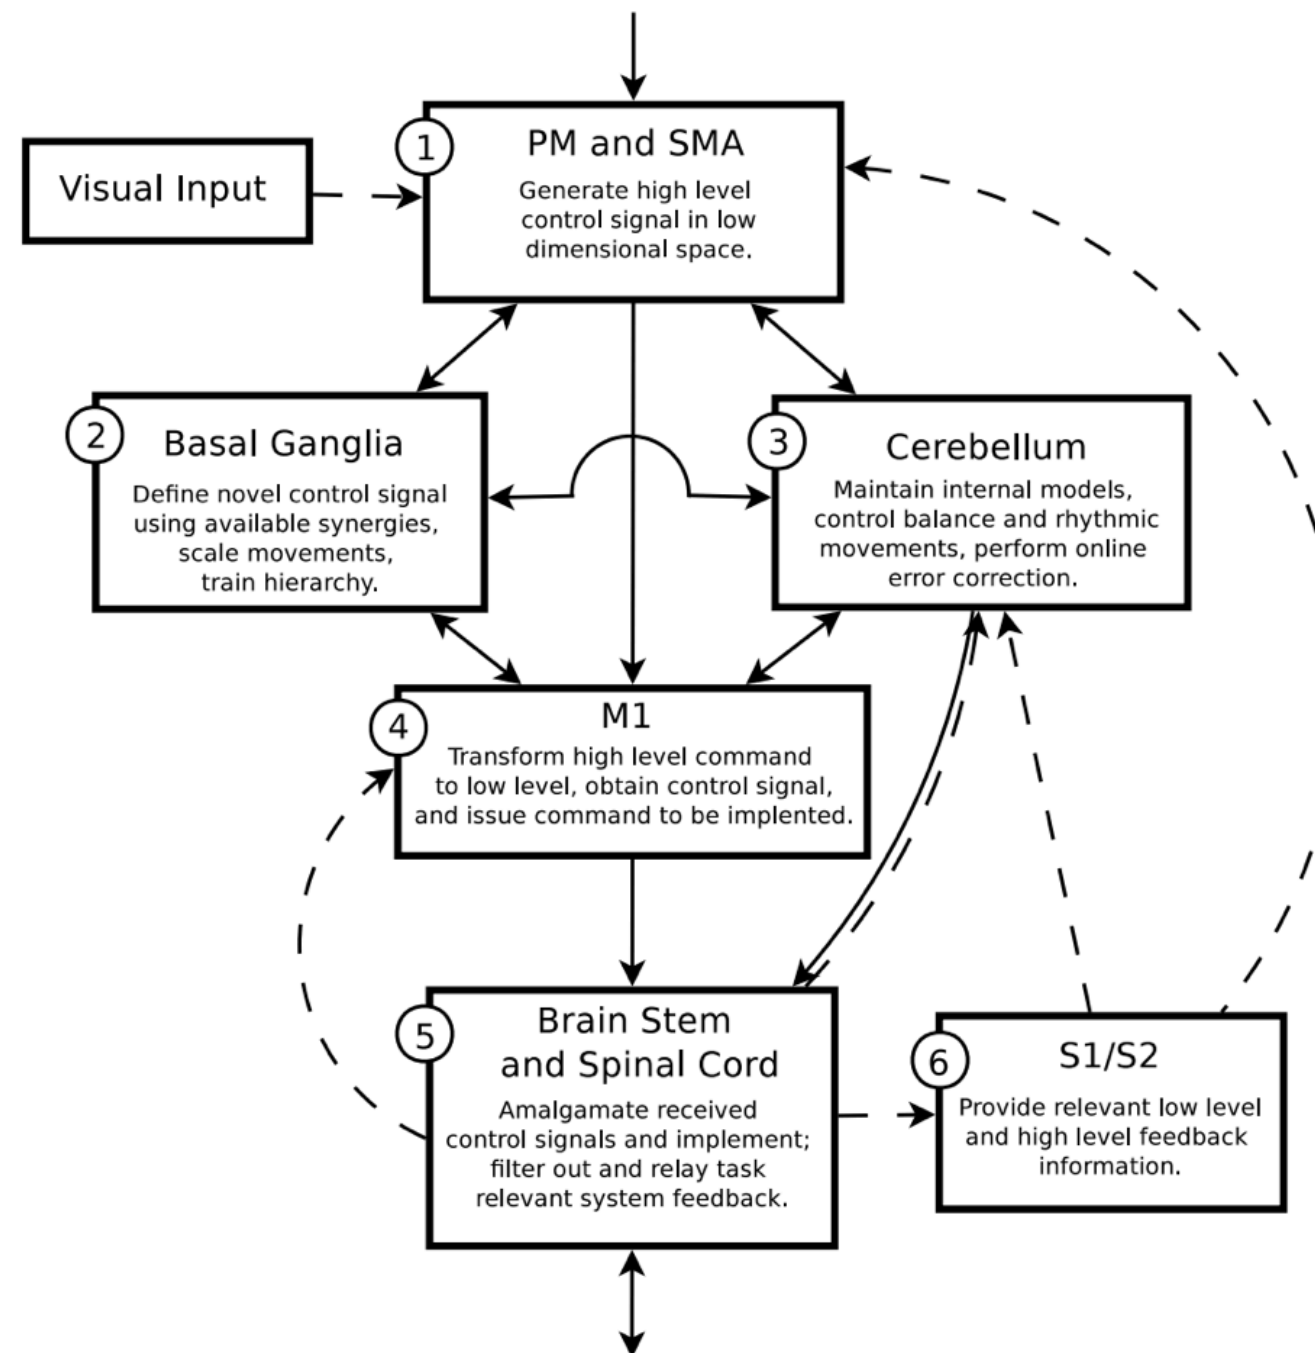 1
PM and SMA
Generate high level
control signal in low
dimensional space.
Visual Input
2
Basal Ganglia
Define novel control signal
using available synergies,
scale movements,
train hierarchy.
3
Cerebellum
Maintain internal models,
control balance and rhythmic
movements, perform online
error correction.
4
M1
Transform high level command
to low level, obtain control signal,
and issue command to be implented.
5
Brain Stem
and Spinal Cord
Amalgamate received
control signals and implement;
filter out and relay task
relevant system feedback.
6
S1/S2
Provide relevant low level
and high level feedback
information.